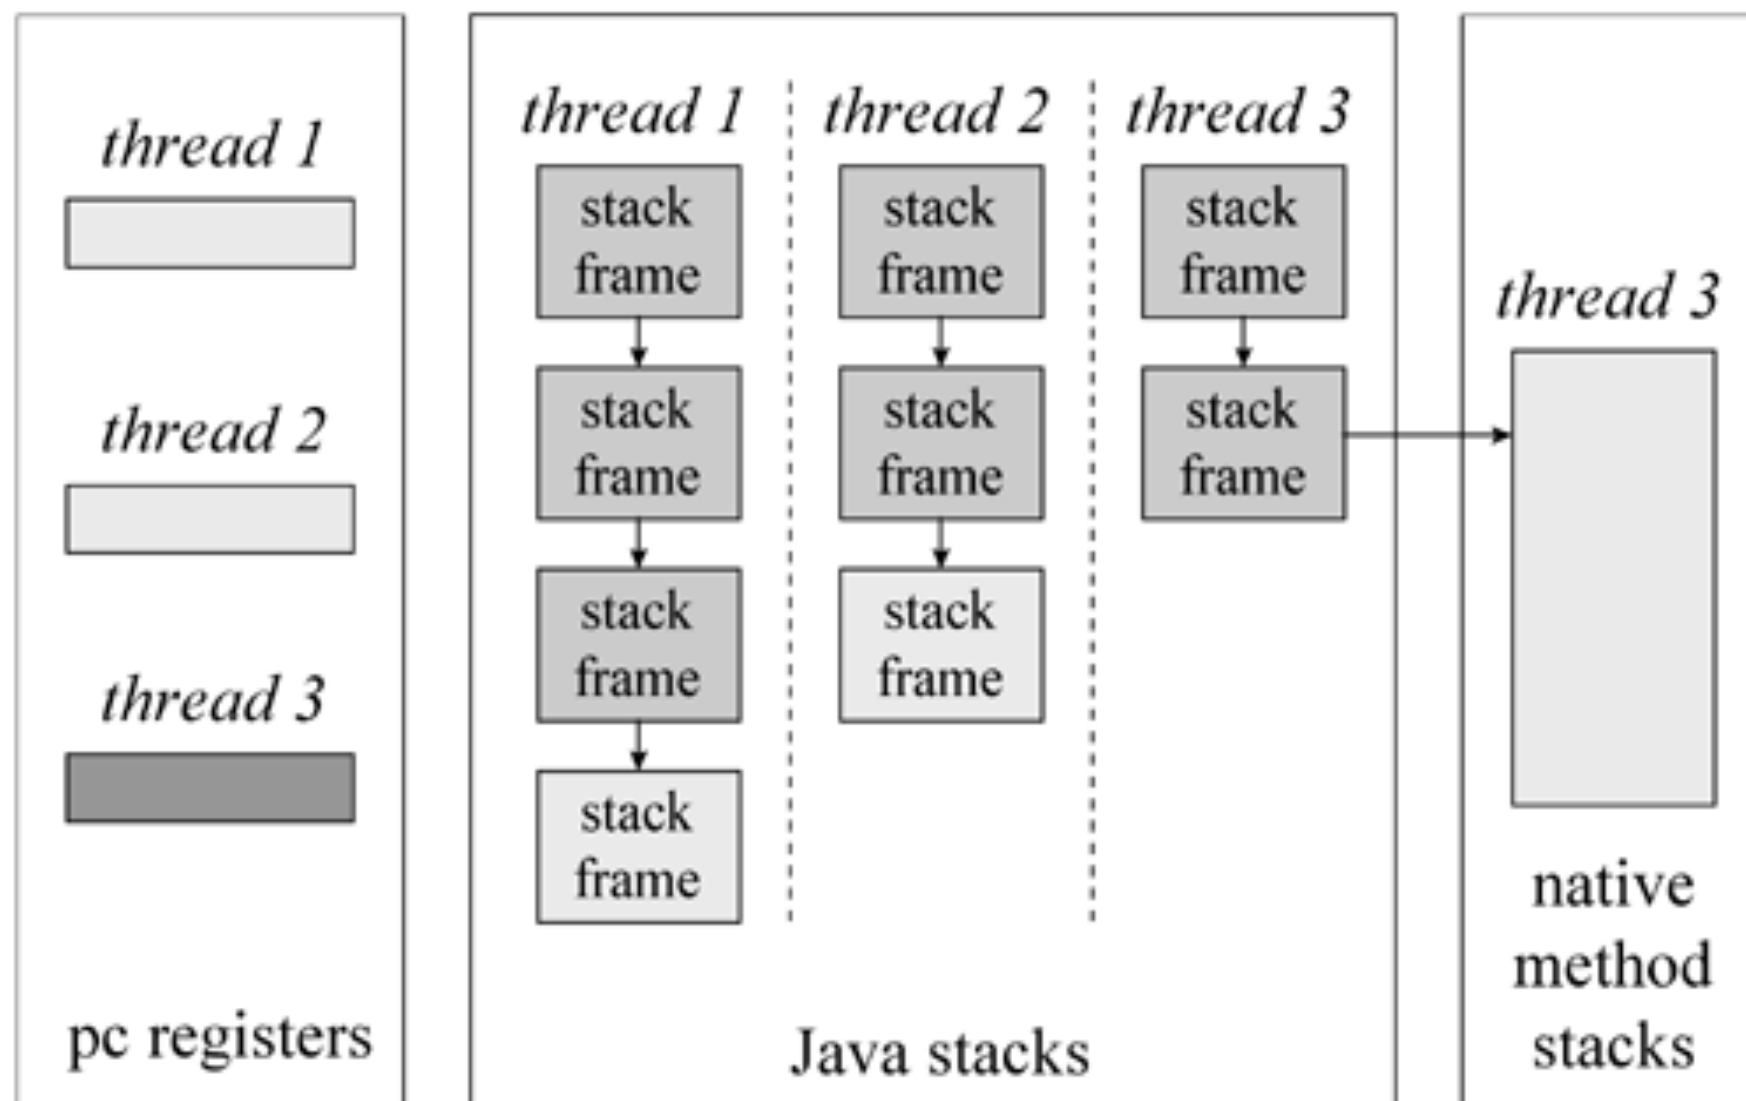 thread 1
thread 2
thread 3
pc registers
thread 1
stack
frame
stack
frame
stack
frame
stack
frame
thread 2
stack
frame
stack
frame
stack
frame
thread 3
stack
frame
stack
frame
Java stacks
thread 3
native
method
stacks